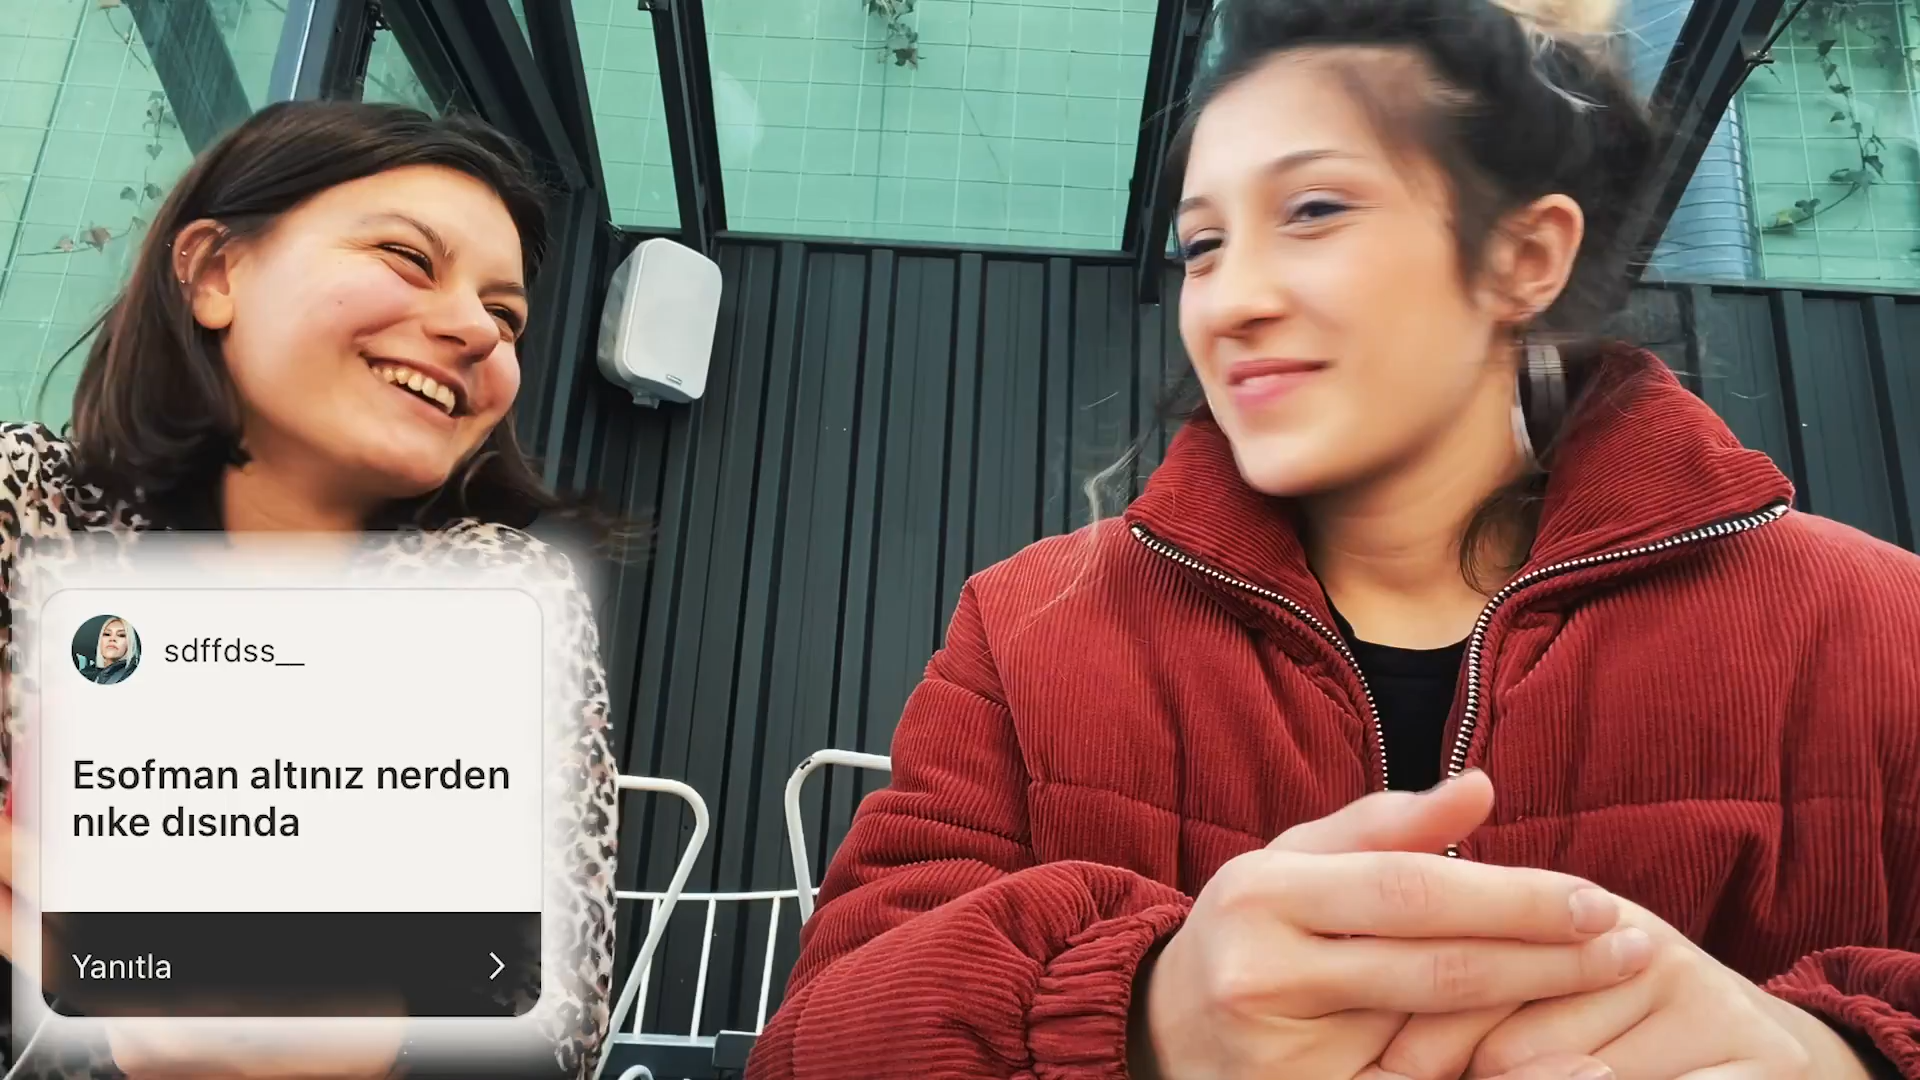 sdffdss__
Esofman altınız nerden
nıke dısında
Yanıtla